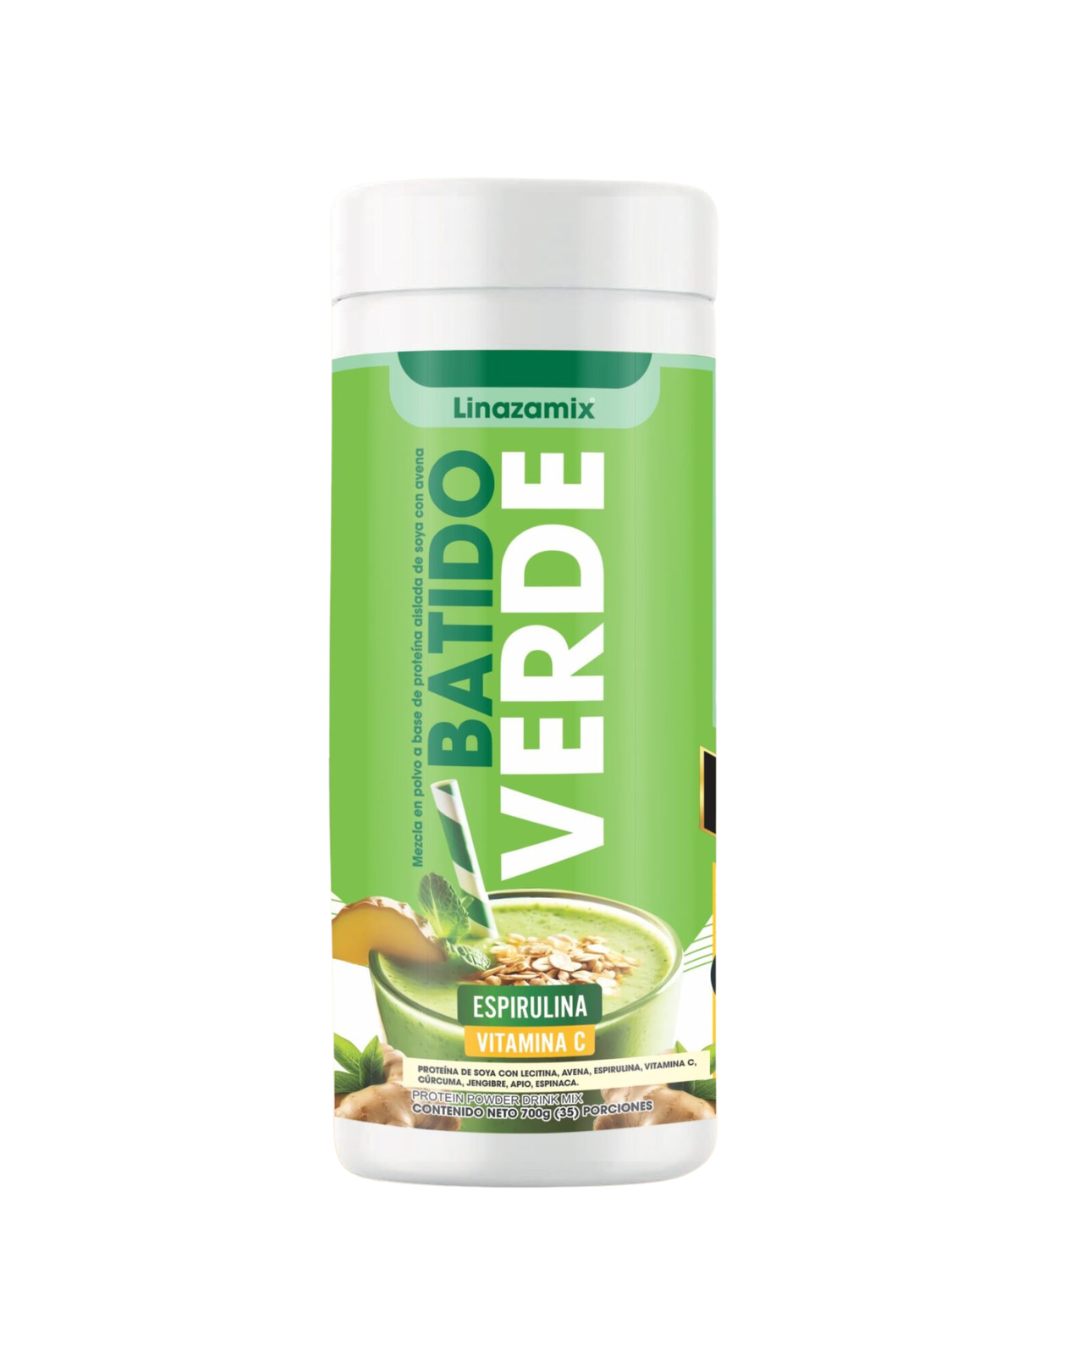 Linazamix®
Mezcla en polvo a base de proteína aislada de soya con avena
BATIDO
VERDE
ESPIRULINA
VITAMINA C
PROTEÍNA DE SOYA CON LECITINA, AVENA, ESPIRULINA, VITAMINA C,
CÚRCUMA, JENGIBRE, APIO, ESPINACA.
PROTEIN POWDER DRINK MIX
CONTENIDO NETO 700g (35) PORCIONES